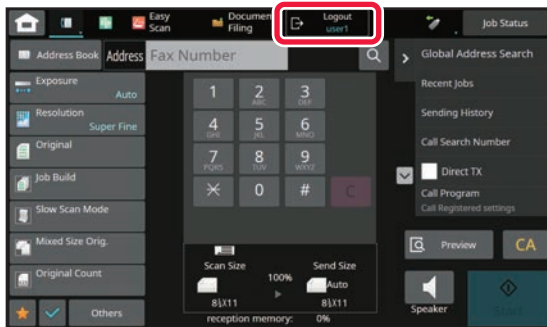 Easy Scan
Document Filing
Logout
user1
Job Status
Address Book
Address
Fax Number
Global Address Search
Exposure
Auto
Resolution
Super Fine
Original
Job Build
Slow Scan Mode
Mixed Size Orig.
Original Count
Others
1
2
ABC
3
DEF
4
GHI
5
JKL
6
MNO
7
PQRS
8
TUV
9
WXYZ
0
#
C
Recent Jobs
Sending History
Call Search Number
Direct TX
Call Program
Call Registered settings
Preview
CA
Scan Size
100%
Send Size
Auto
8½X11
8½X11
reception memory: 0%
Speaker
Start